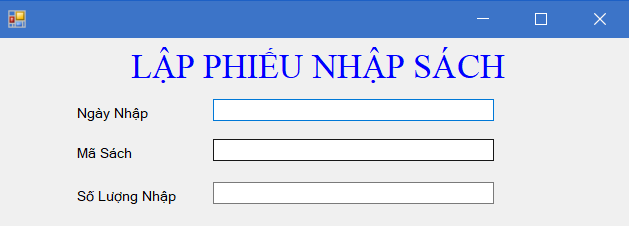 LẬP PHIẾU NHẬP SÁCH
Ngày Nhập
Mã Sách
Số Lượng Nhập